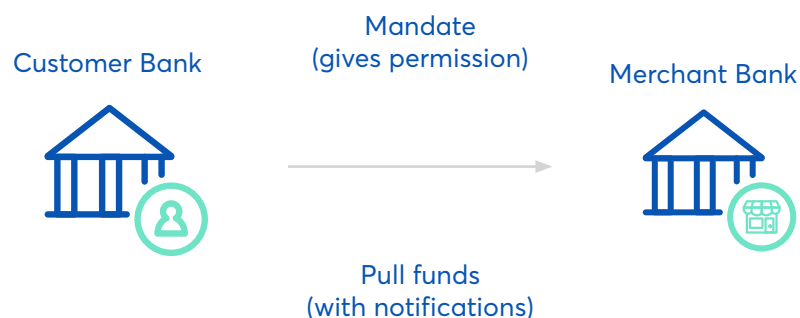 Mandate
(gives permission)
Customer Bank
Merchant Bank
Pull funds
(with notifications)